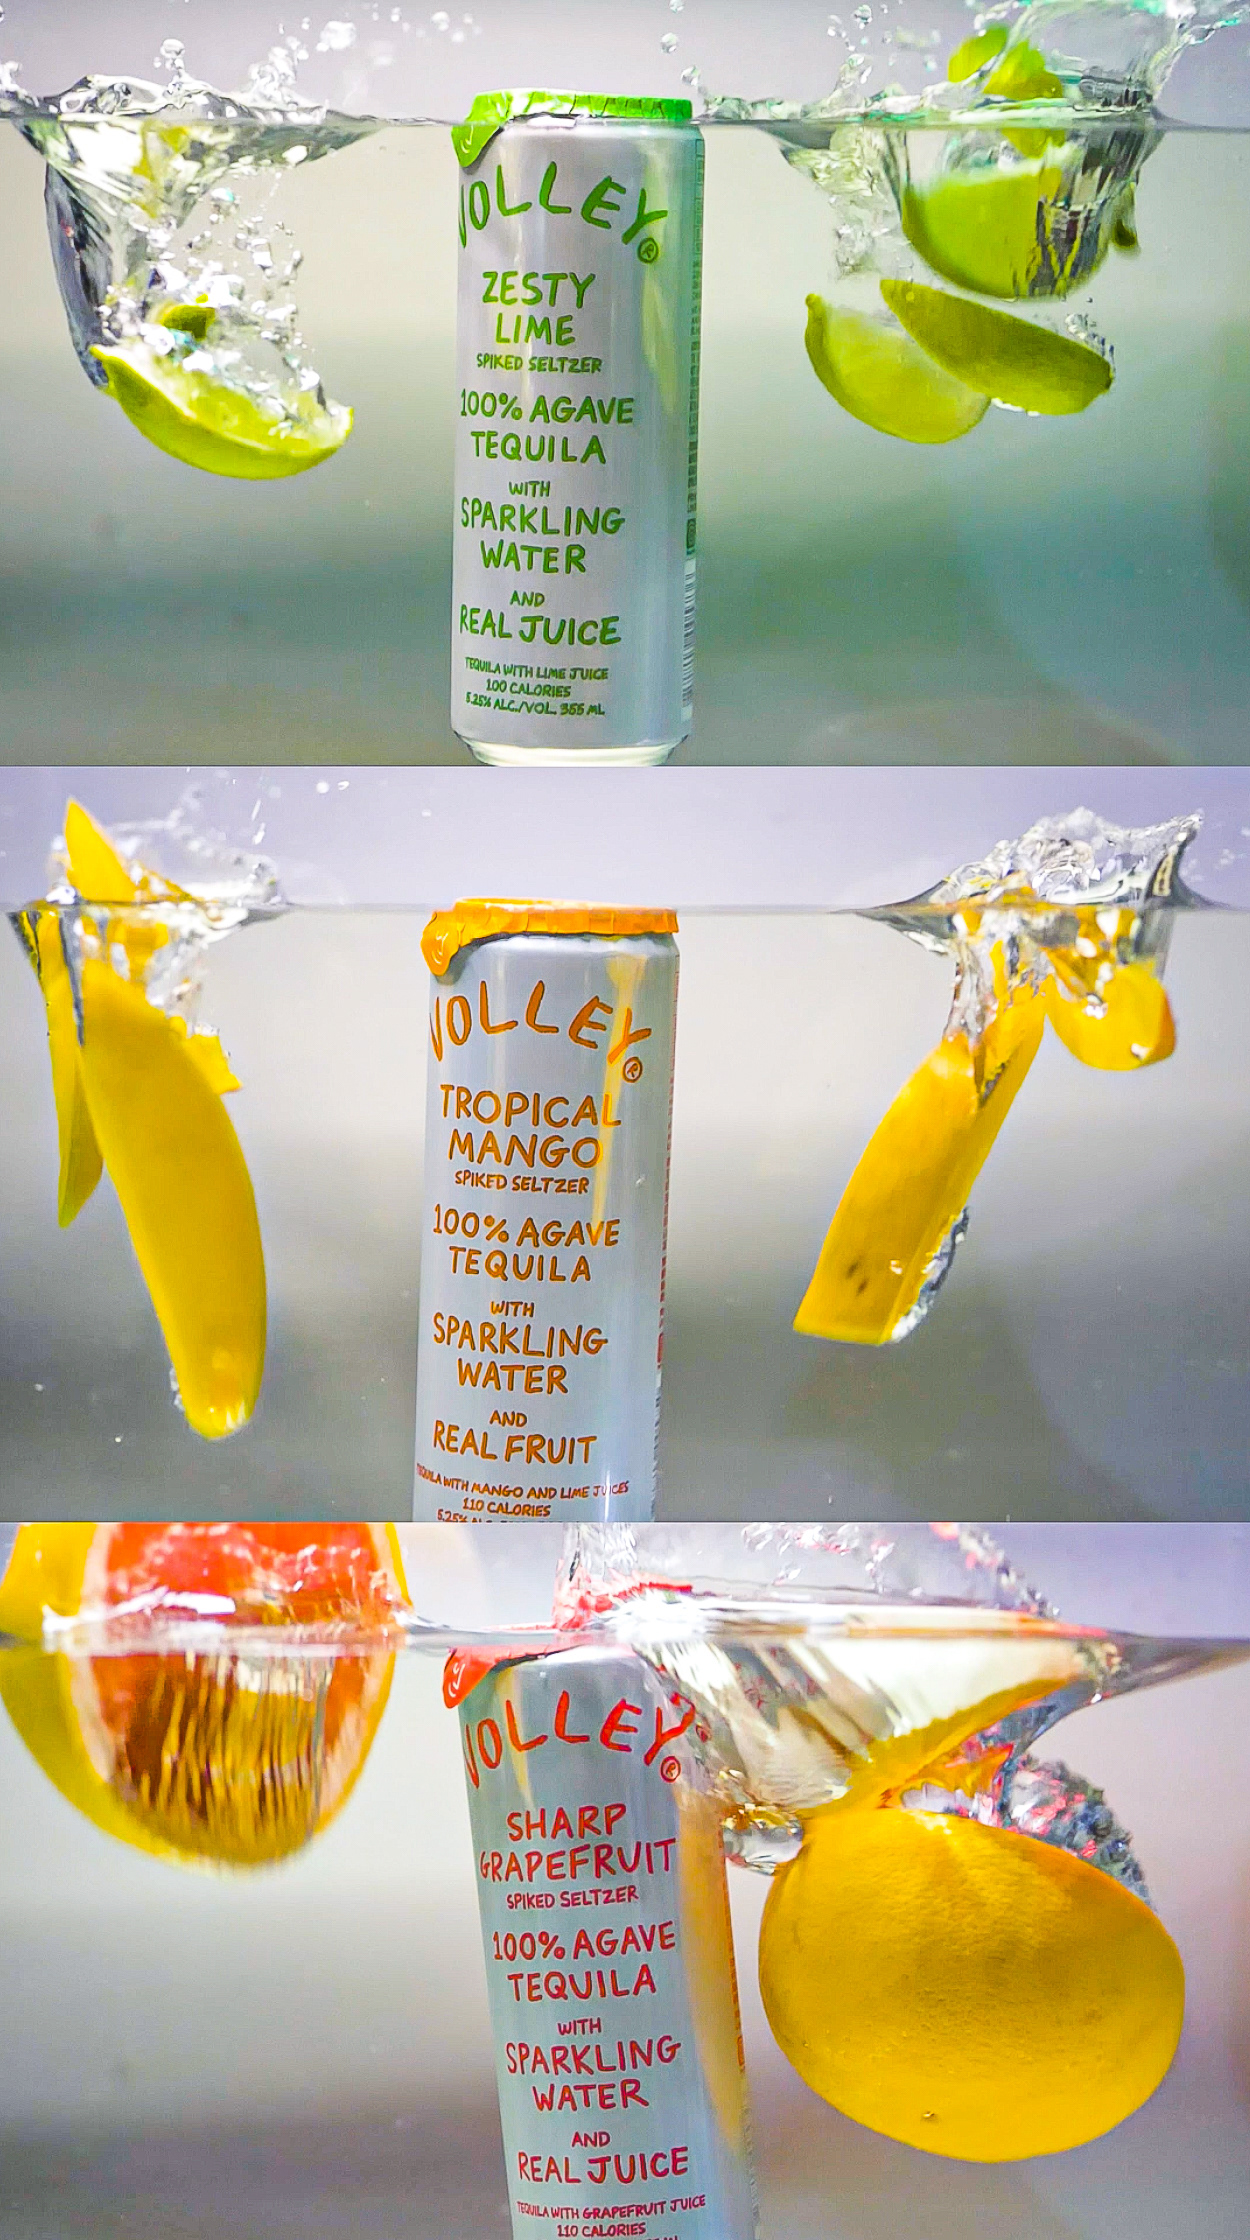 VOLLEY®
ZESTY
LIME
SPIKED SELTZER
100% AGAVE
TEQUILA
WITH
SPARKLING
WATER
AND
REAL JUICE
TEQUILA WITH LIME JUICE
100 CALORIES
5.25% ALC./VOL. 355 ML
VOLLEY®
TROPICAL
MANGO
SPIKED SELTZER
100% AGAVE
TEQUILA
WITH
SPARKLING
WATER
AND
REAL FRUIT
TEQUILA WITH MANGO AND LIME JUICES
110 CALORIES
5.25%
VOLLEY®
SHARP
GRAPEFRUIT
SPIKED SELTZER
100% AGAVE
TEQUILA
WITH
SPARKLING
WATER
AND
REAL JUICE
TEQUILA WITH GRAPEFRUIT JUICE
110 CALORIES